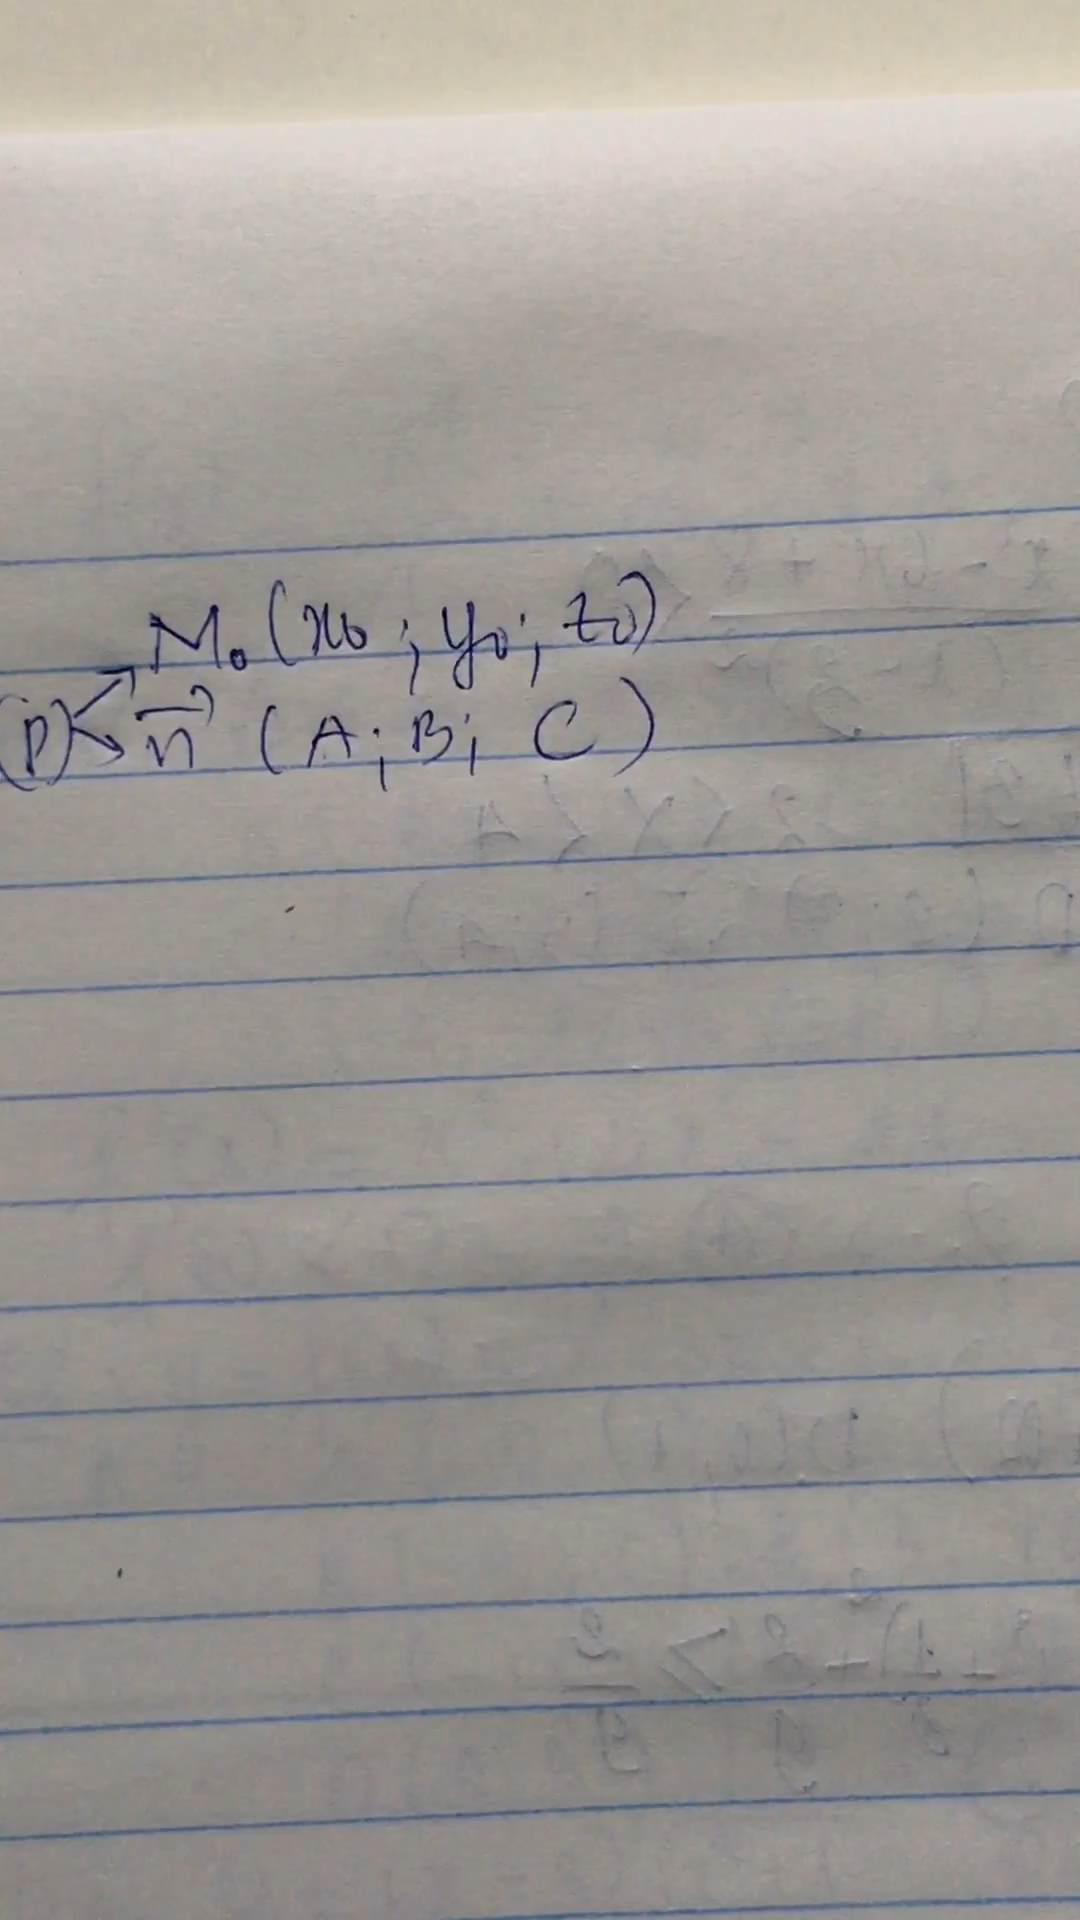 M₀ (x₀ ; y₀ ; z₀)
(P) n⃗ (A ; B ; C)